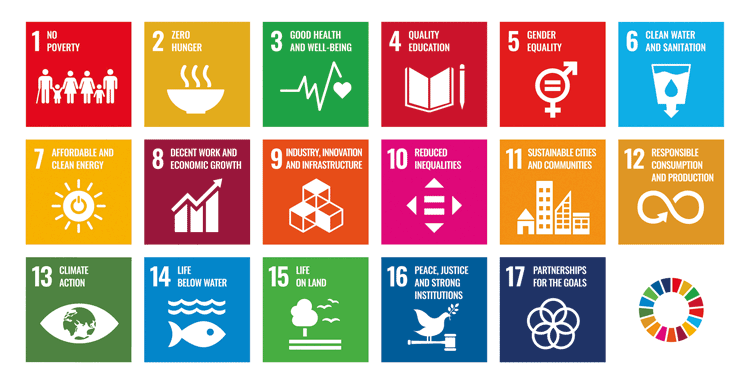 1 NO
POVERTY
2 ZERO
HUNGER
3 GOOD HEALTH
AND WELL-BEING
4 QUALITY
EDUCATION
5 GENDER
EQUALITY
6 CLEAN WATER
AND SANITATION
7 AFFORDABLE AND
CLEAN ENERGY
8 DECENT WORK AND
ECONOMIC GROWTH
9 INDUSTRY, INNOVATION
AND INFRASTRUCTURE
10 REDUCED
INEQUALITIES
11 SUSTAINABLE CITIES
AND COMMUNITIES
12 RESPONSIBLE
CONSUMPTION
AND PRODUCTION
13 CLIMATE
ACTION
14 LIFE
BELOW WATER
15 LIFE
ON LAND
16 PEACE, JUSTICE
AND STRONG
INSTITUTIONS
17 PARTNERSHIPS
FOR THE GOALS